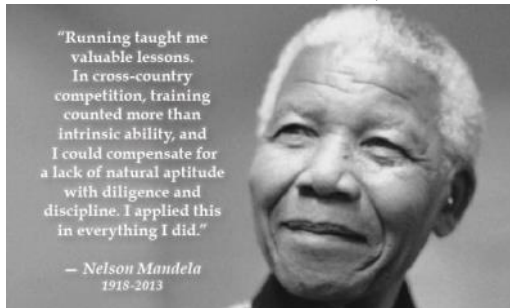 “Running taught me
valuable lessons.
In cross-country
competition, training
counted more than
intrinsic ability, and
I could compensate for
a lack of natural aptitude
with diligence and
discipline. I applied this
in everything I did.”
— Nelson Mandela
1918-2013